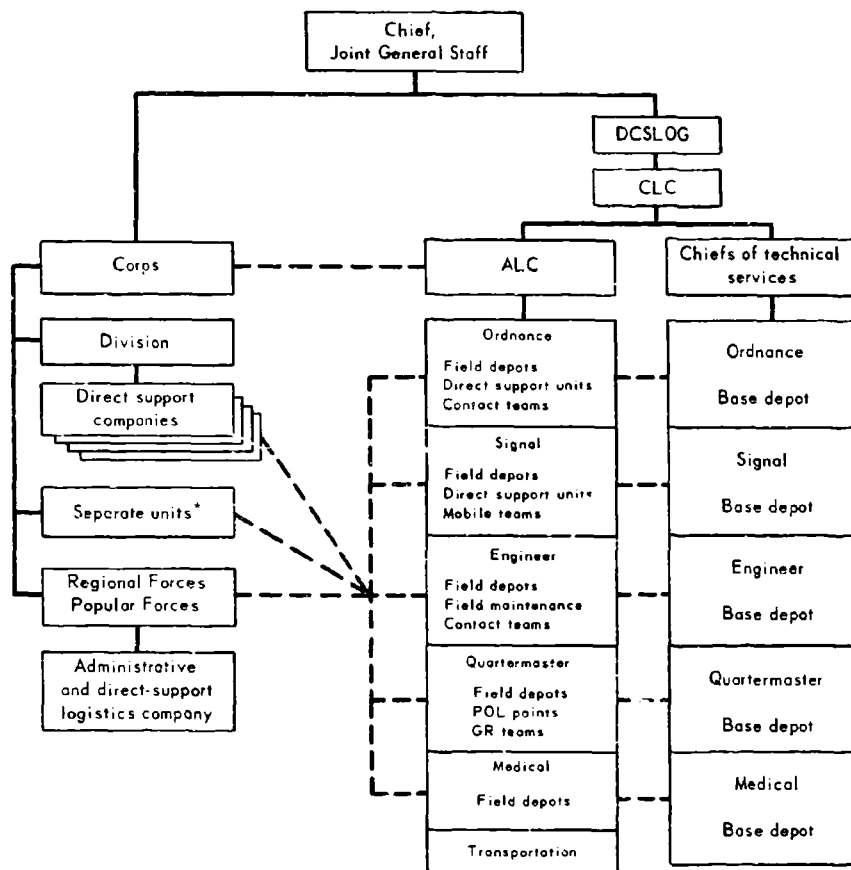 Chief,
Joint General Staff
DCSLOG
CLC
Corps
ALC
Chiefs of technical
services
Division
Direct support
companies
Separate units*
Regional Forces
Popular Forces
Administrative
and direct-support
logistics company
Ordnance
Field depots
Direct support units
Contact teams
Signal
Field depots
Direct support units
Mobile teams
Engineer
Field depots
Field maintenance
Contact teams
Quartermaster
Field depots
POL points
GR teams
Medical
Field depots
Transportation
Ordnance
Base depot
Signal
Base depot
Engineer
Base depot
Quartermaster
Base depot
Medical
Base depot